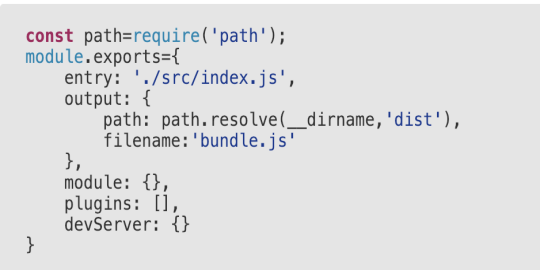 const path=require('path');
module.exports={
    entry: './src/index.js',
    output: {
        path: path.resolve(__dirname,'dist'),
        filename:'bundle.js'
    },
    module: {},
    plugins: [],
    devServer: {}
}